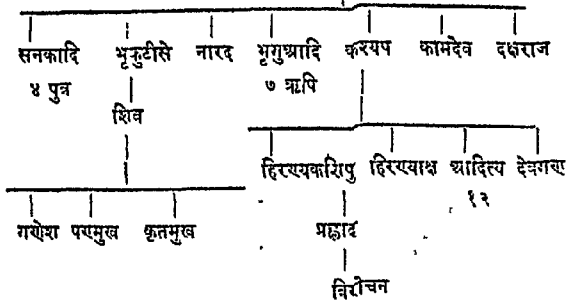 सनकादि भृकुटीसे नारद भृगुआदि कश्यप कामदेव दक्षराज
४ पुत्र ७ ऋषि
शिव
हिरण्यकशिपु हिरण्याक्ष आदित्य देवगण
१२
गणेश षण्मुख कृतमुख प्रह्लाद
विरोचन